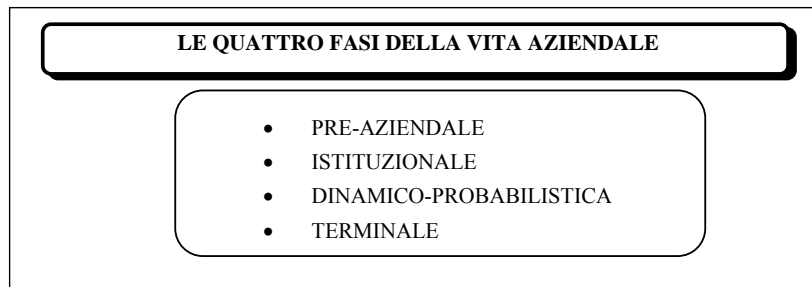 LE QUATTRO FASI DELLA VITA AZIENDALE
• PRE-AZIENDALE
• ISTITUZIONALE
• DINAMICO-PROBABILISTICA
• TERMINALE